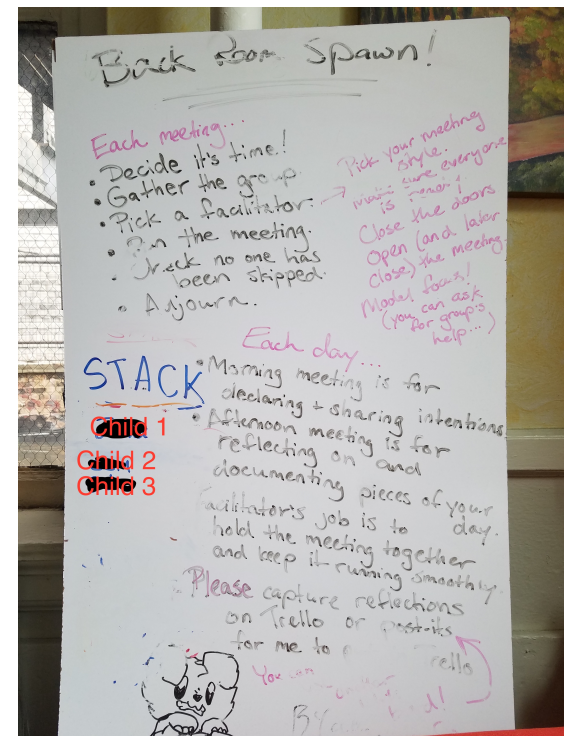 Back Room Spawn!
Each meeting....
• Decide it's time!
• Gather the group.
• Pick a facilitator
• Run the meeting.
• Check no one has
been skipped.
• Anjourn.
Pick your meeting
style.
sure everyone
is
Close the doors
Open (and later
close) the meeting.
Model focus!
(you can ask
for group's
help...)
Each day...
• Morning meeting is for
declaring + sharing intentions
• Afternoon meeting is for
reflecting on and
documenting pieces of your
day.
Facilitator's job is to
hold the meeting together
and keep it running smoothly.
Please capture reflections
on Trello or post-its
for me to Trello
You can
STACK
Child 1
Child 2
Child 3